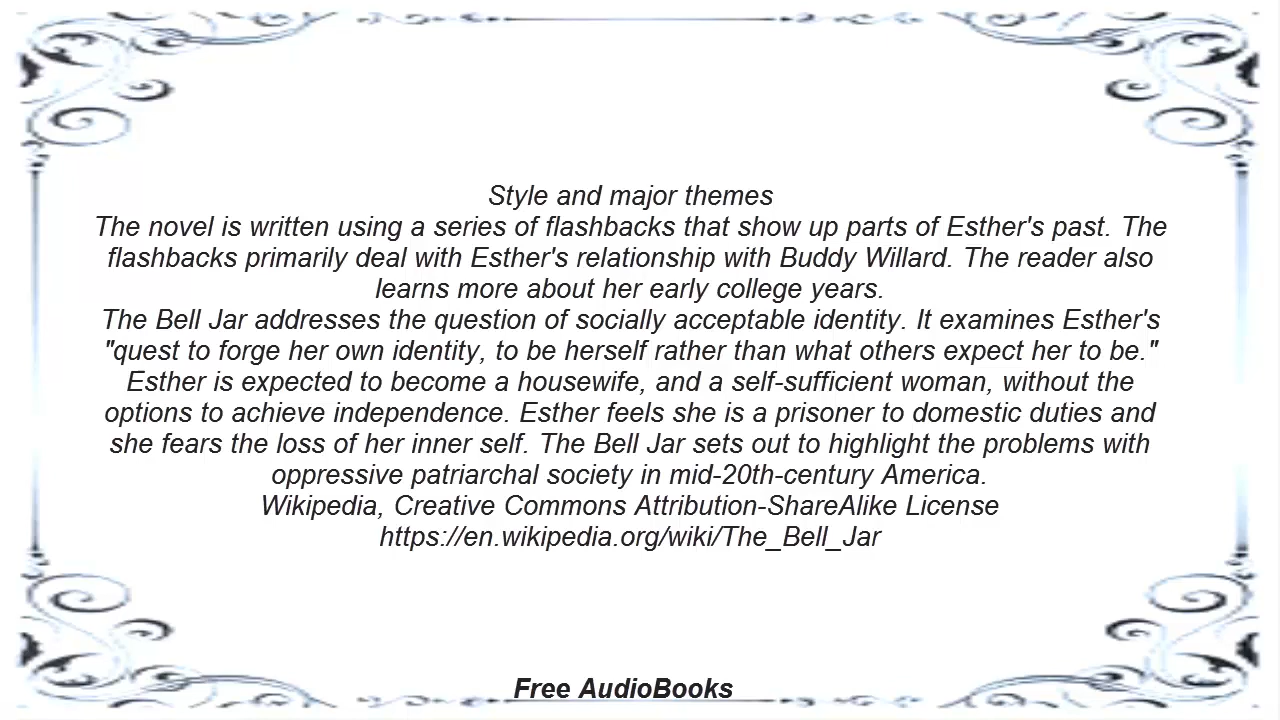 Style and major themes
The novel is written using a series of flashbacks that show up parts of Esther's past. The
flashbacks primarily deal with Esther's relationship with Buddy Willard. The reader also
learns more about her early college years.
The Bell Jar addresses the question of socially acceptable identity. It examines Esther's
"quest to forge her own identity, to be herself rather than what others expect her to be."
Esther is expected to become a housewife, and a self-sufficient woman, without the
options to achieve independence. Esther feels she is a prisoner to domestic duties and
she fears the loss of her inner self. The Bell Jar sets out to highlight the problems with
oppressive patriarchal society in mid-20th-century America.
Wikipedia, Creative Commons Attribution-ShareAlike License
https://en.wikipedia.org/wiki/The_Bell_Jar
Free AudioBooks